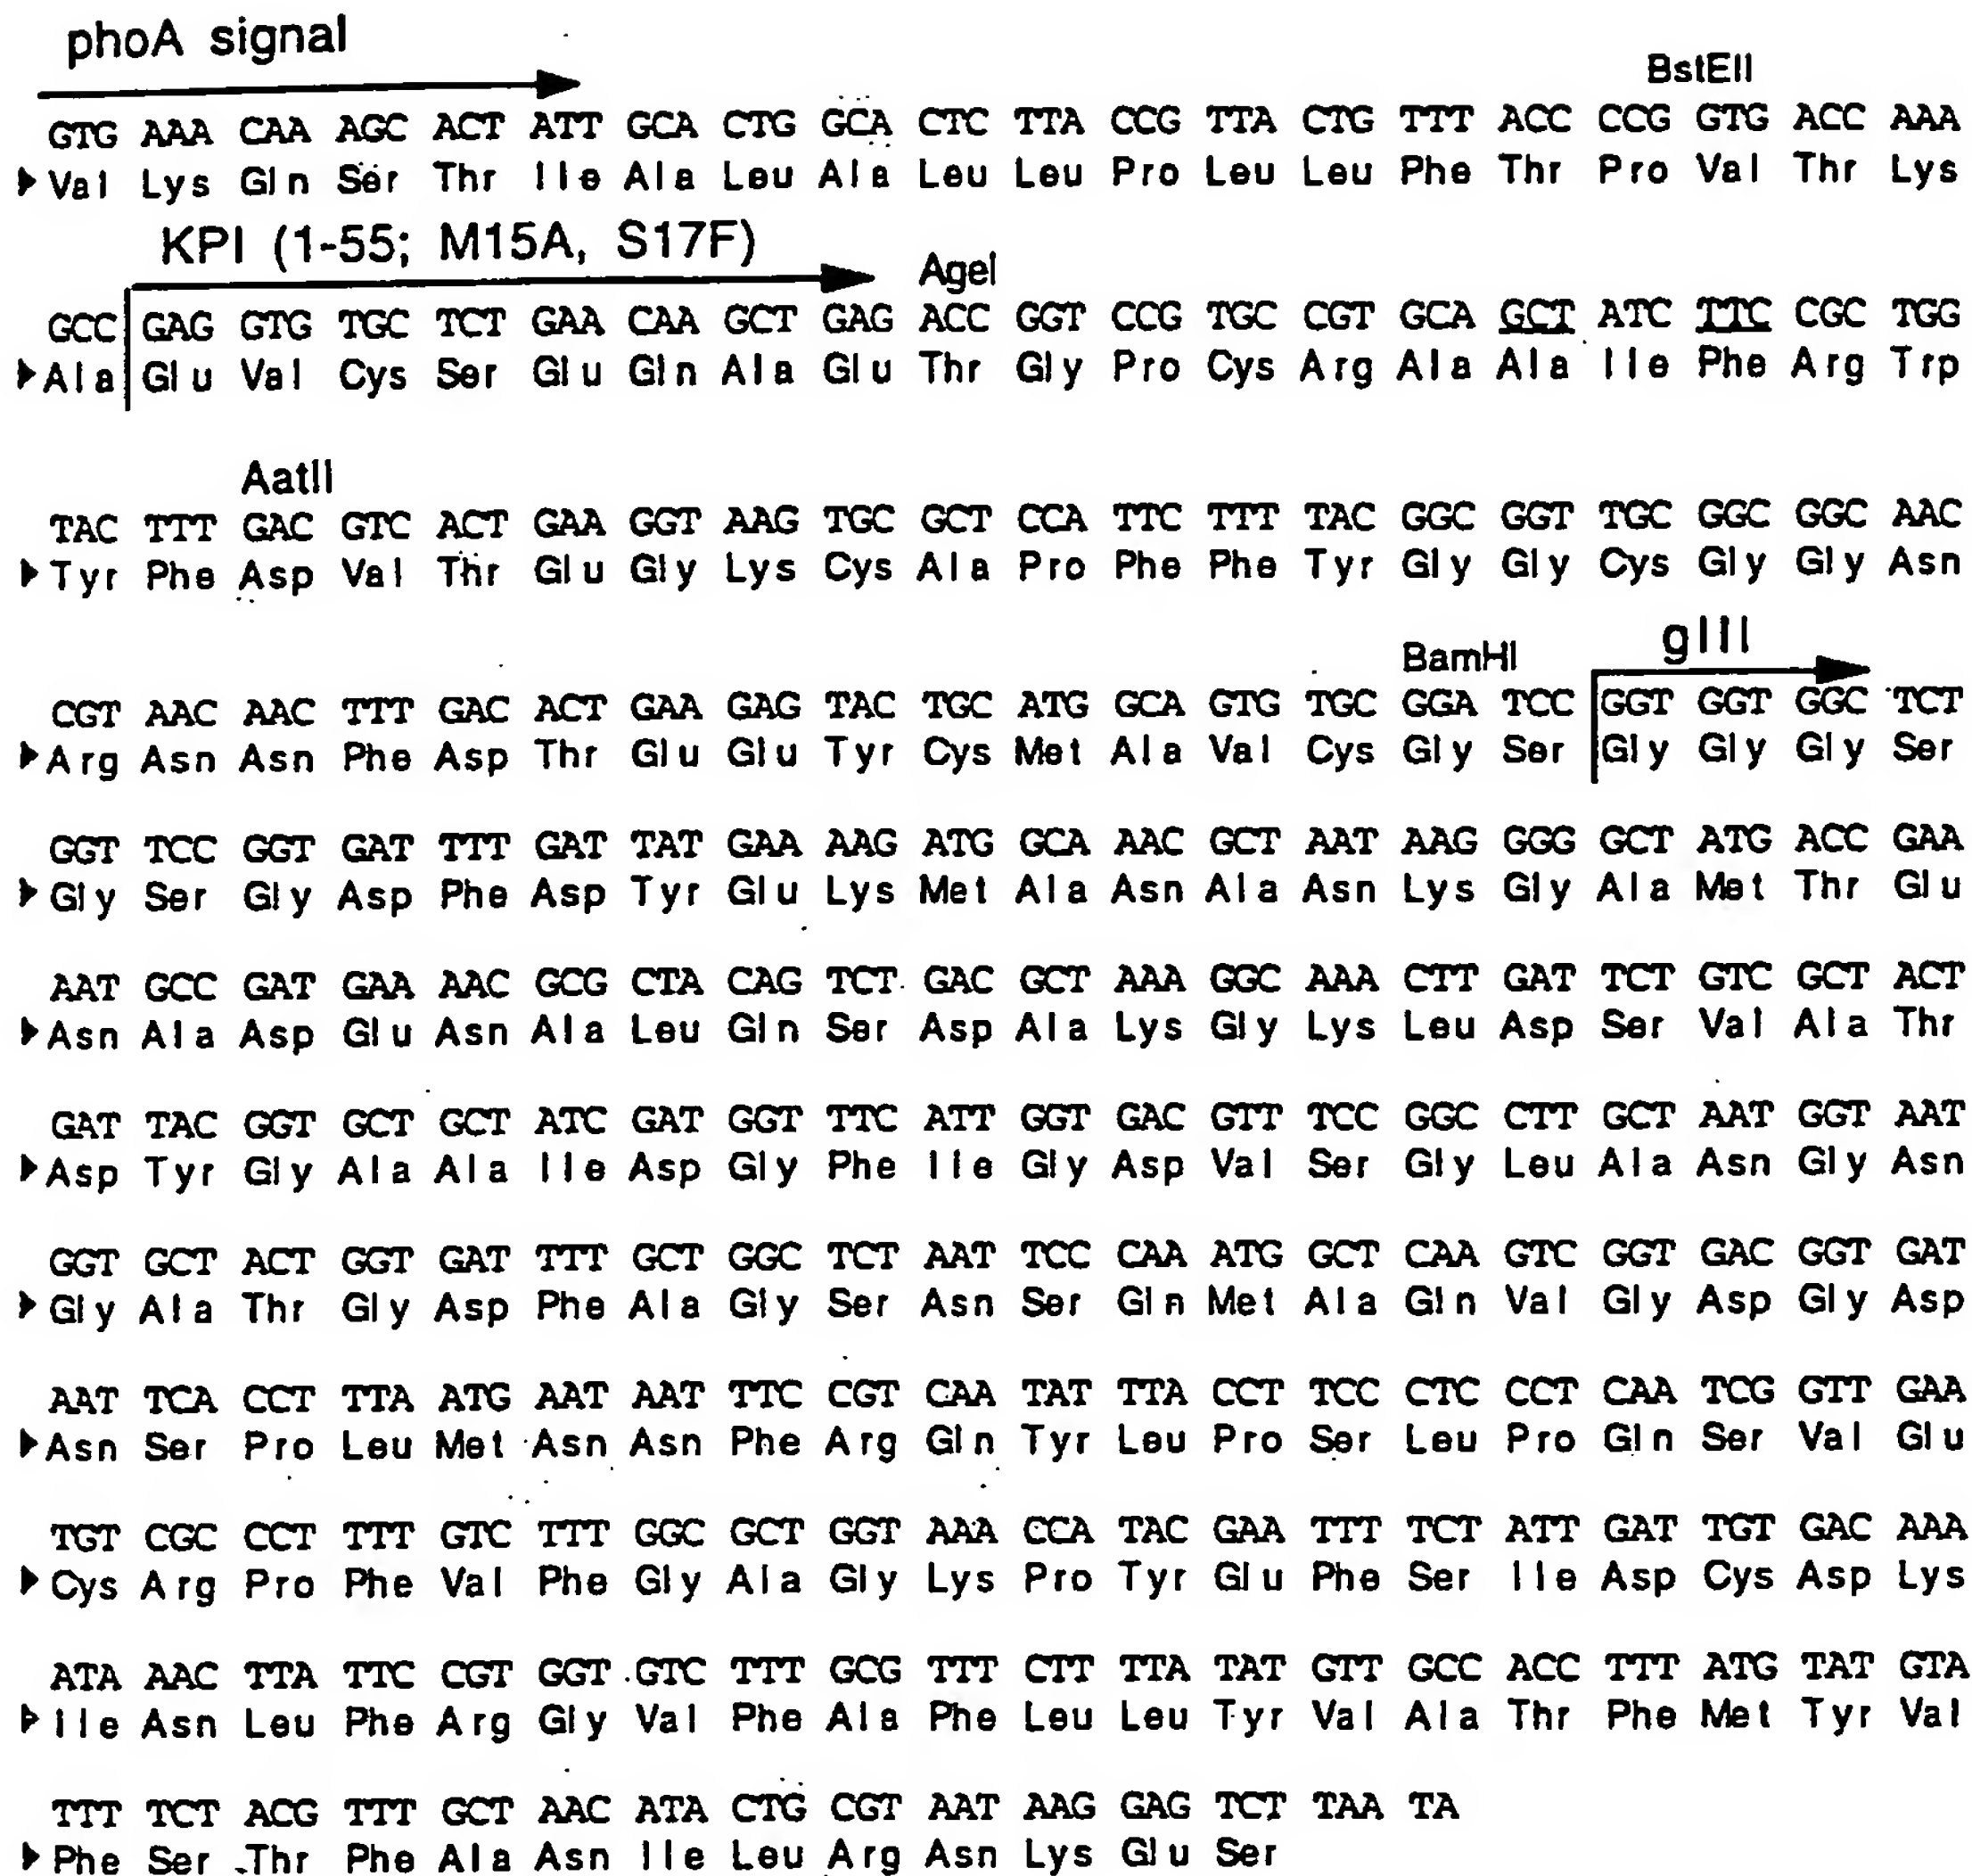 phoA signal
BstEII
GTG AAA CAA AGC ACT ATT GCA CTG GCA CTC TTA CCG TTA CTG TTT ACC CCG GTG ACC AAA
Val Lys Gln Ser Thr Ile Ala Leu Ala Leu Leu Pro Leu Leu Phe Thr Pro Val Thr Lys
KPI (1-55; M15A, S17F)
AgeI
GCC GAG GTG TGC TCT GAA CAA GCT GAG ACC GGT CCG TGC CGT GCA GCT ATC TTC CGC TGG
Ala Glu Val Cys Ser Glu Gln Ala Glu Thr Gly Pro Cys Arg Ala Ala Ile Phe Arg Trp
AatII
TAC TTT GAC GTC ACT GAA GGT AAG TGC GCT CCA TTC TTT TAC GGC GGT TGC GGC GGC AAC
Tyr Phe Asp Val Thr Glu Gly Lys Cys Ala Pro Phe Phe Tyr Gly Gly Cys Gly Gly Asn
BamHI
gIII
CGT AAC AAC TTT GAC ACT GAA GAG TAC TGC ATG GCA GTG TGC GGA TCC GGT GGT GGC TCT
Arg Asn Asn Phe Asp Thr Glu Glu Tyr Cys Met Ala Val Cys Gly Ser Gly Gly Gly Ser
GGT TCC GGT GAT TTT GAT TAT GAA AAG ATG GCA AAC GCT AAT AAG GGG GCT ATG ACC GAA
Gly Ser Gly Asp Phe Asp Tyr Glu Lys Met Ala Asn Ala Asn Lys Gly Ala Met Thr Glu
AAT GCC GAT GAA AAC GCG CTA CAG TCT GAC GCT AAA GGC AAA CTT GAT TCT GTC GCT ACT
Asn Ala Asp Glu Asn Ala Leu Gln Ser Asp Ala Lys Gly Lys Leu Asp Ser Val Ala Thr
GAT TAC GGT GCT GCT ATC GAT GGT TTC ATT GGT GAC GTT TCC GGC CTT GCT AAT GGT AAT
Asp Tyr Gly Ala Ala Ile Asp Gly Phe Ile Gly Asp Val Ser Gly Leu Ala Asn Gly Asn
GGT GCT ACT GGT GAT TTT GCT GGC TCT AAT TCC CAA ATG GCT CAA GTC GGT GAC GGT GAT
Gly Ala Thr Gly Asp Phe Ala Gly Ser Asn Ser Gln Met Ala Gln Val Gly Asp Gly Asp
AAT TCA CCT TTA ATG AAT AAT TTC CGT CAA TAT TTA CCT TCC CTC CCT CAA TCG GTT GAA
Asn Ser Pro Leu Met Asn Asn Phe Arg Gln Tyr Leu Pro Ser Leu Pro Gln Ser Val Glu
TGT CGC CCT TTT GTC TTT GGC GCT GGT AAA CCA TAC GAA TTT TCT ATT GAT TGT GAC AAA
Cys Arg Pro Phe Val Phe Gly Ala Gly Lys Pro Tyr Glu Phe Ser Ile Asp Cys Asp Lys
ATA AAC TTA TTC CGT GGT GTC TTT GCG TTT CTT TTA TAT GTT GCC ACC TTT ATG TAT GTA
Ile Asn Leu Phe Arg Gly Val Phe Ala Phe Leu Leu Tyr Val Ala Thr Phe Met Tyr Val
TTT TCT ACG TTT GCT AAC ATA CTG CGT AAT AAG GAG TCT TAA TA
Phe Ser Thr Phe Ala Asn Ile Leu Arg Asn Lys Glu Ser